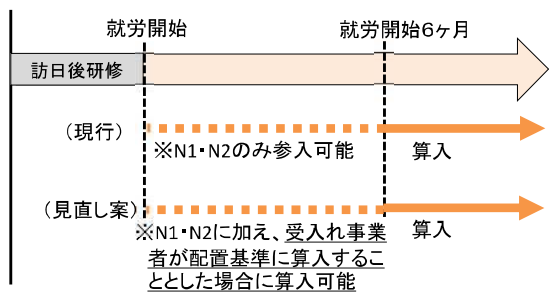 就労開始
就労開始6ヶ月
訪日後研修
（現行）
※N1・N2のみ参入可能
算入
（見直し案）
※N1・N2に加え、受入れ事業
者が配置基準に算入するこ
ととした場合に算入可能
算入